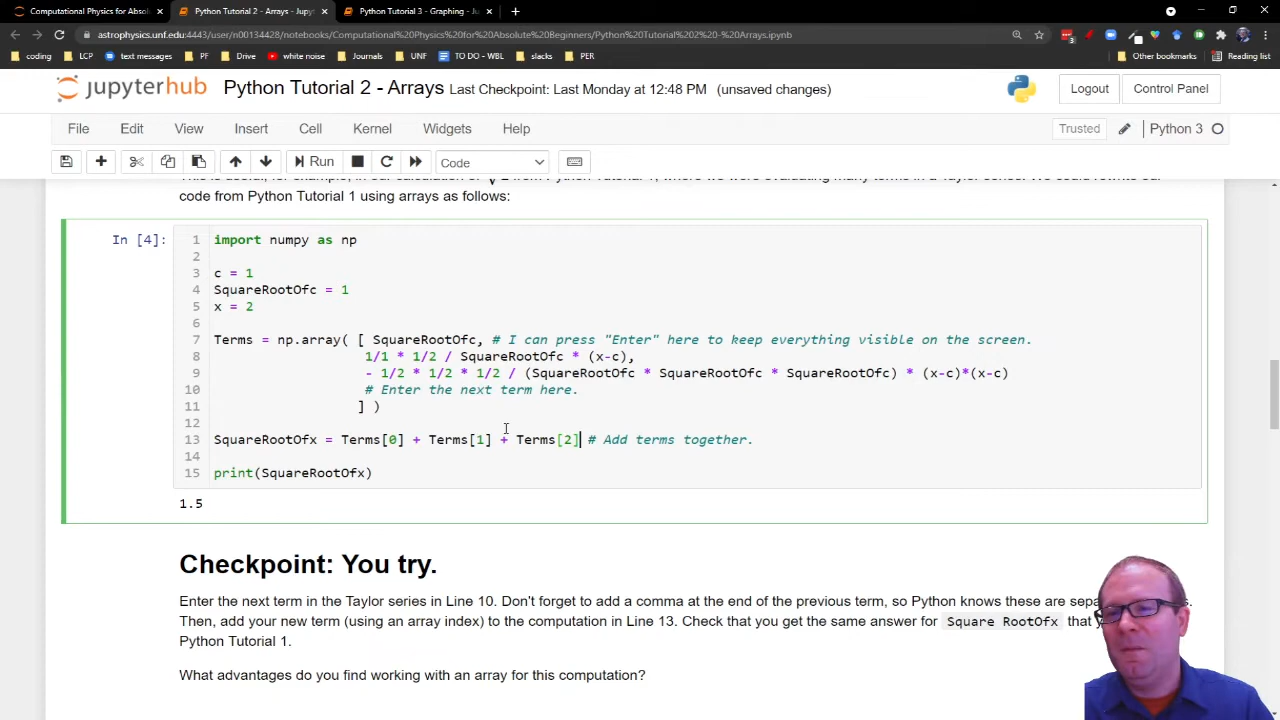 Computational Physics for Absolu
Python Tutorial 2 - Arrays - Jupyt
Python Tutorial 3 - Graphing - Ju
astrophysics.unf.edu:4443/user/n00134428/notebooks/Computational%20Physics%20for%20Absolute%20Beginners/Python%20Tutorial%202%20-%20Arrays.ipynb
coding LCP text messages PF Drive white noise Journals UNF TO DO - WBL slacks PER Other bookmarks Reading list
jupyterhub Python Tutorial 2 - Arrays Last Checkpoint: Last Monday at 12:48 PM (unsaved changes) Logout Control Panel
File Edit View Insert Cell Kernel Widgets Help Trusted Python 3
Run Code
code from Python Tutorial 1 using arrays as follows:
In [4]:
1 import numpy as np
2
3 c = 1
4 SquareRootOfc = 1
5 x = 2
6
7 Terms = np.array( [ SquareRootOfc, # I can press "Enter" here to keep everything visible on the screen.
8 1/1 * 1/2 / SquareRootOfc * (x-c),
9 - 1/2 * 1/2 * 1/2 / (SquareRootOfc * SquareRootOfc * SquareRootOfc) * (x-c)*(x-c)
10 # Enter the next term here.
11 ] )
12
13 SquareRootOfx = Terms[0] + Terms[1] + Terms[2] # Add terms together.
14
15 print(SquareRootOfx)
1.5
Checkpoint: You try.
Enter the next term in the Taylor series in Line 10. Don't forget to add a comma at the end of the previous term, so Python knows these are
Then, add your new term (using an array index) to the computation in Line 13. Check that you get the same answer for Square RootOfx that
Python Tutorial 1.
What advantages do you find working with an array for this computation?